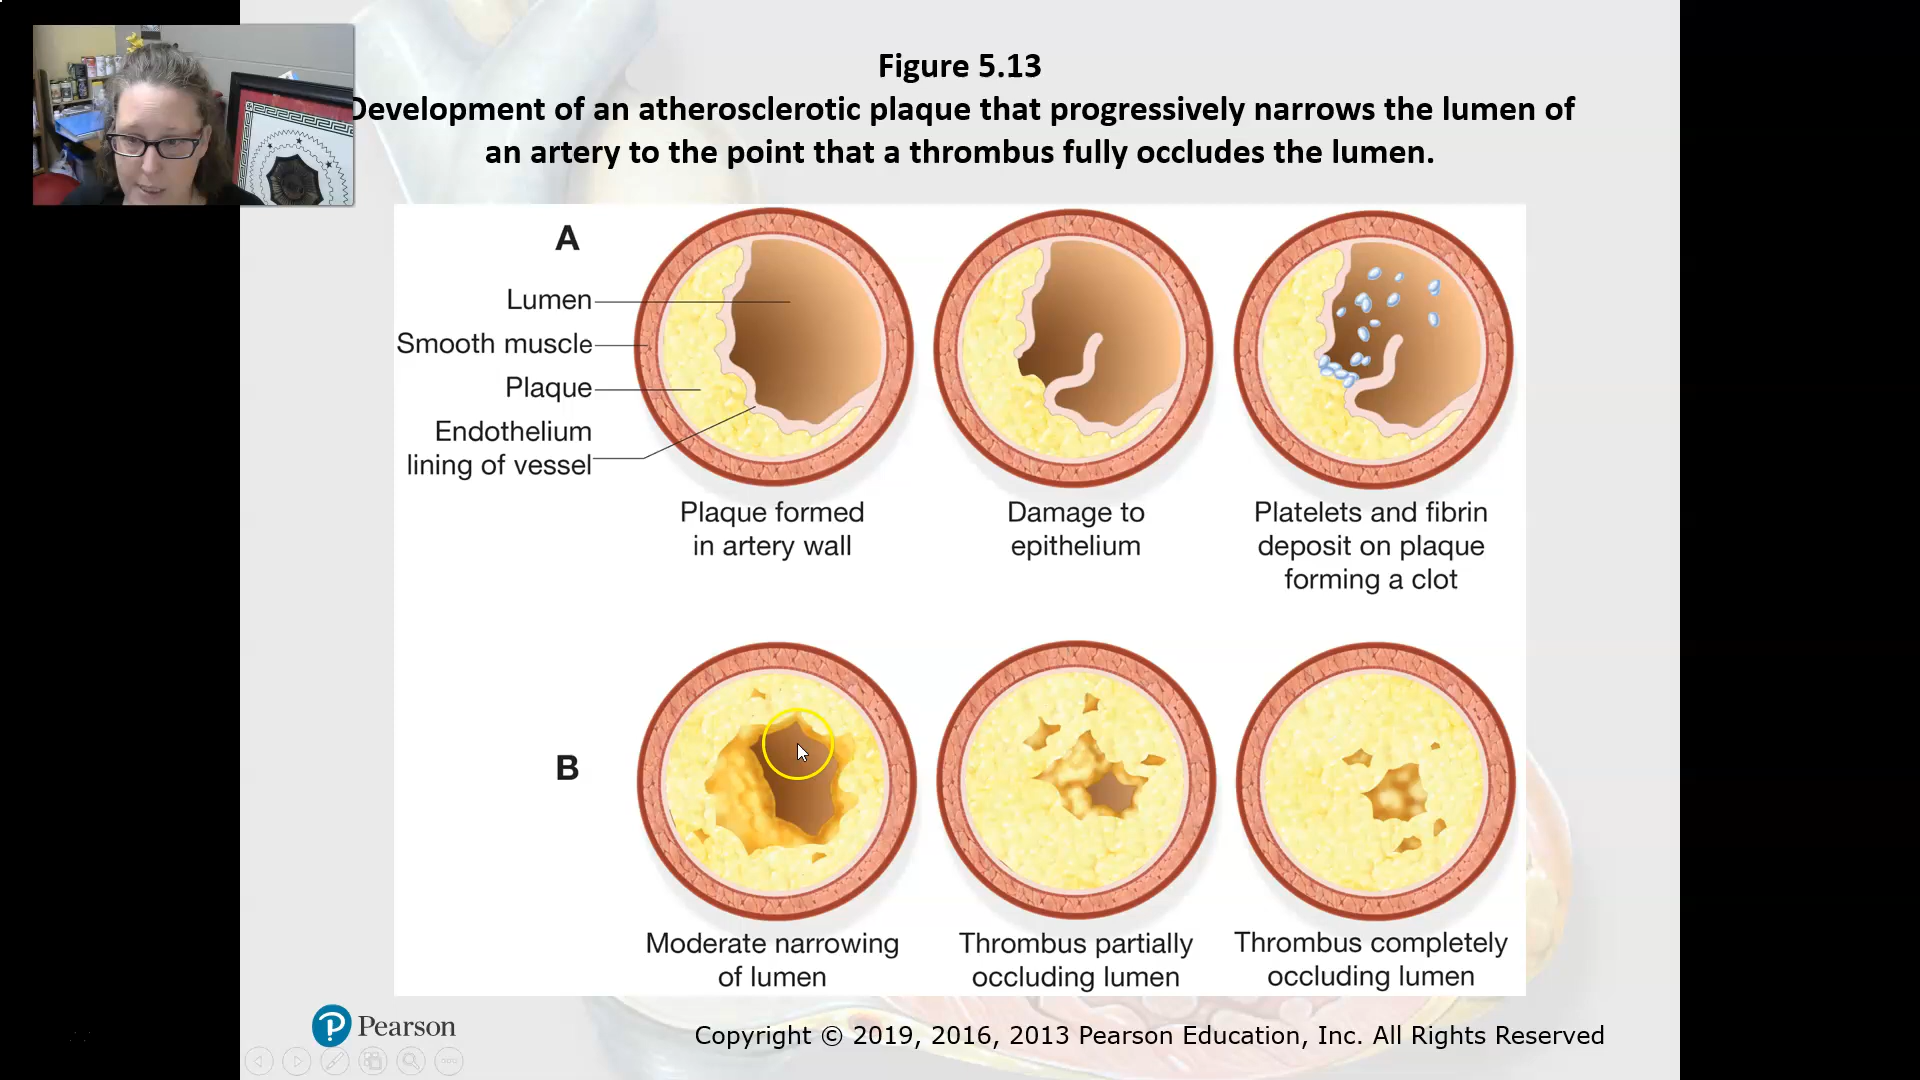 Figure 5.13
Development of an atherosclerotic plaque that progressively narrows the lumen of
an artery to the point that a thrombus fully occludes the lumen.
A
Lumen
Smooth muscle
Plaque
Endothelium
lining of vessel
Plaque formed
in artery wall
Damage to
epithelium
Platelets and fibrin
deposit on plaque
forming a clot
B
Moderate narrowing
of lumen
Thrombus partially
occluding lumen
Thrombus completely
occluding lumen
P Pearson
Copyright © 2019, 2016, 2013 Pearson Education, Inc. All Rights Reserved